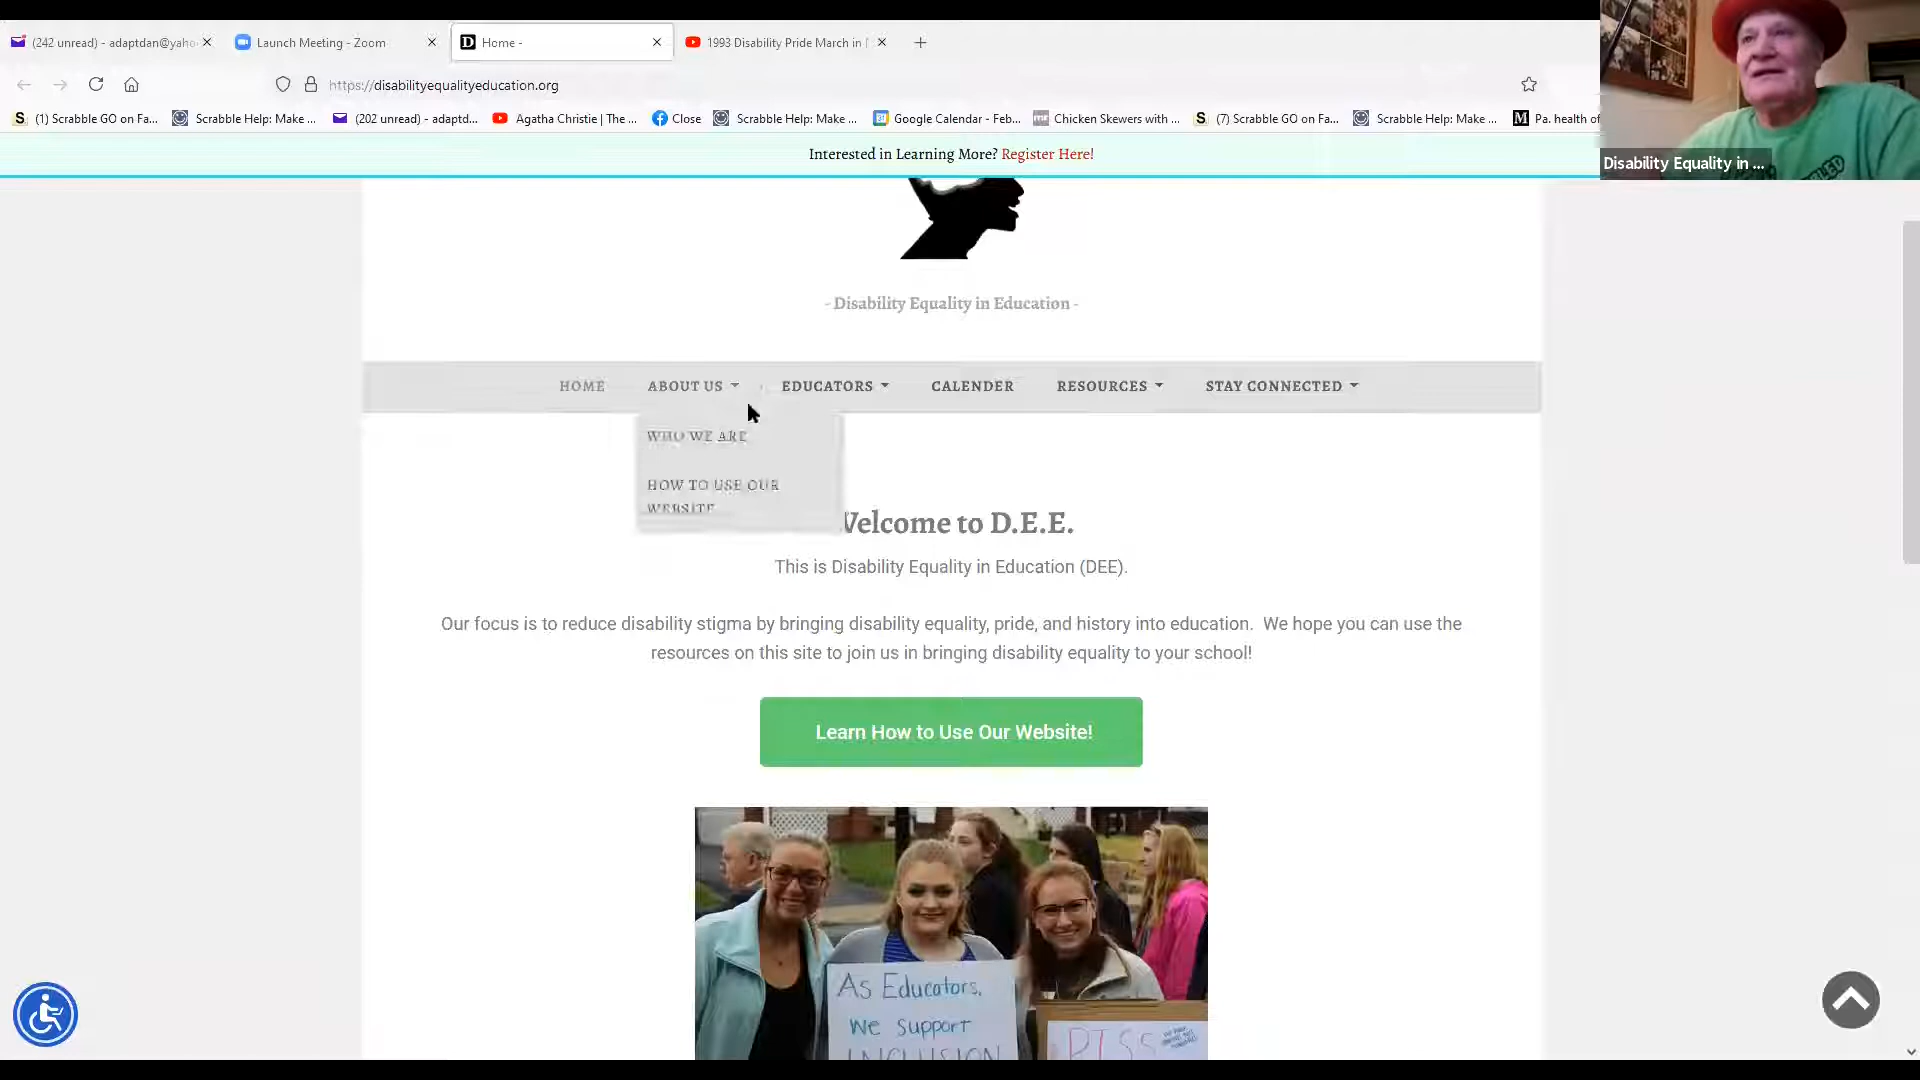 (242 unread) - adaptdan@yaho
Launch Meeting - Zoom
Home -
1993 Disability Pride March in
https://disabilityequalityeducation.org
(1) Scrabble GO on Fa...
Scrabble Help: Make ...
(202 unread) - adaptd...
Agatha Christie | The ...
Close
Scrabble Help: Make ...
Google Calendar - Feb...
Chicken Skewers with ...
(7) Scrabble GO on Fa...
Scrabble Help: Make ...
Pa. health of
Disability Equality in ...
Interested in Learning More? Register Here!
- Disability Equality in Education -
HOME
ABOUT US
EDUCATORS
CALENDER
RESOURCES
STAY CONNECTED
WHO WE ARE
HOW TO USE OUR
WEBSITE
Welcome to D.E.E.
This is Disability Equality in Education (DEE).
Our focus is to reduce disability stigma by bringing disability equality, pride, and history into education. We hope you can use the
resources on this site to join us in bringing disability equality to your school!
Learn How to Use Our Website!
As Educators,
we support
INCLUSION